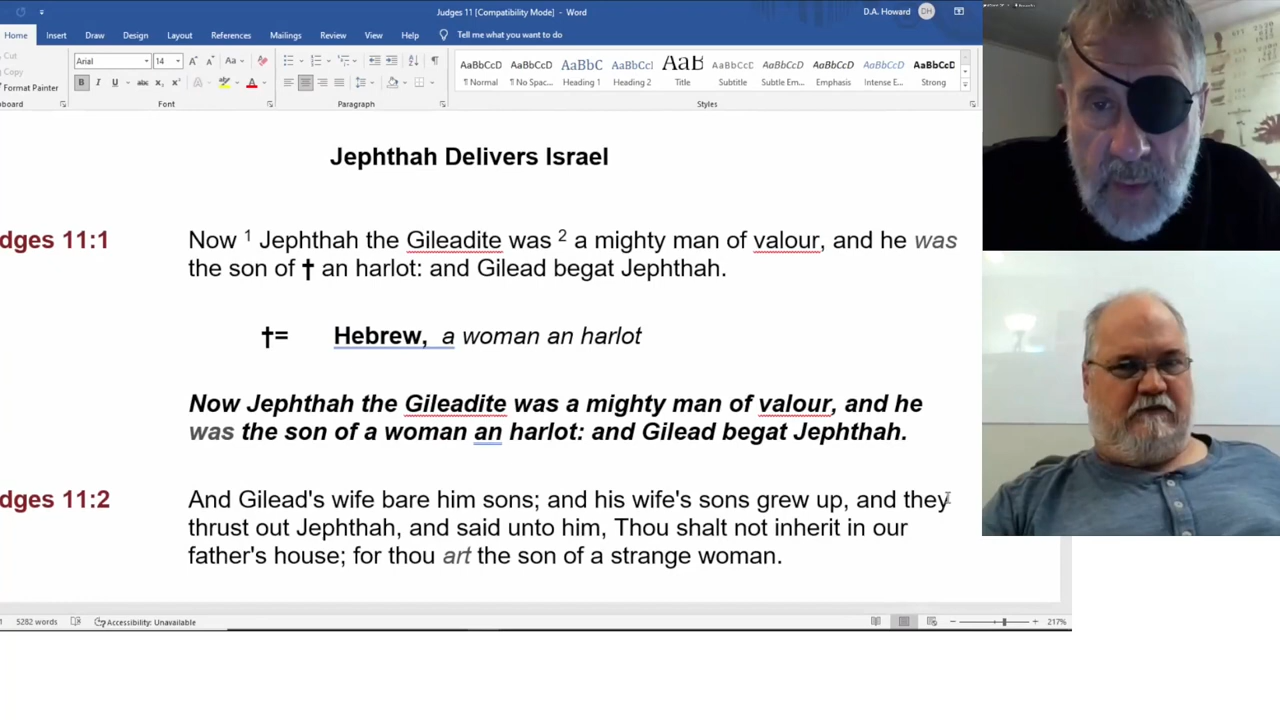 Judges 11 [Compatibility Mode] - Word
D.A. Howard
DH
Home Insert Draw Design Layout References Mailings Review View Help Tell me what you want to do
Cut
Copy
Format Painter
board
Arial
14
Font
Paragraph
AaBbCcD AaBbCcD AaBbC AaBbCcI AaB AaBbCcD AaBbCcD AaBbCcD AaBbCcD AaBbCcD
¶ Normal ¶ No Spac... Heading 1 Heading 2 Title Subtitle Subtle Em... Emphasis Intense E... Strong
Styles
Jephthah Delivers Israel
dges 11:1 Now 1 Jephthah the Gileadite was 2 a mighty man of valour, and he was
the son of † an harlot: and Gilead begat Jephthah.
†= Hebrew, a woman an harlot
Now Jephthah the Gileadite was a mighty man of valour, and he
was the son of a woman an harlot: and Gilead begat Jephthah.
dges 11:2 And Gilead's wife bare him sons; and his wife's sons grew up, and they
thrust out Jephthah, and said unto him, Thou shalt not inherit in our
father's house; for thou art the son of a strange woman.
1 5282 words Accessibility: Unavailable 217%